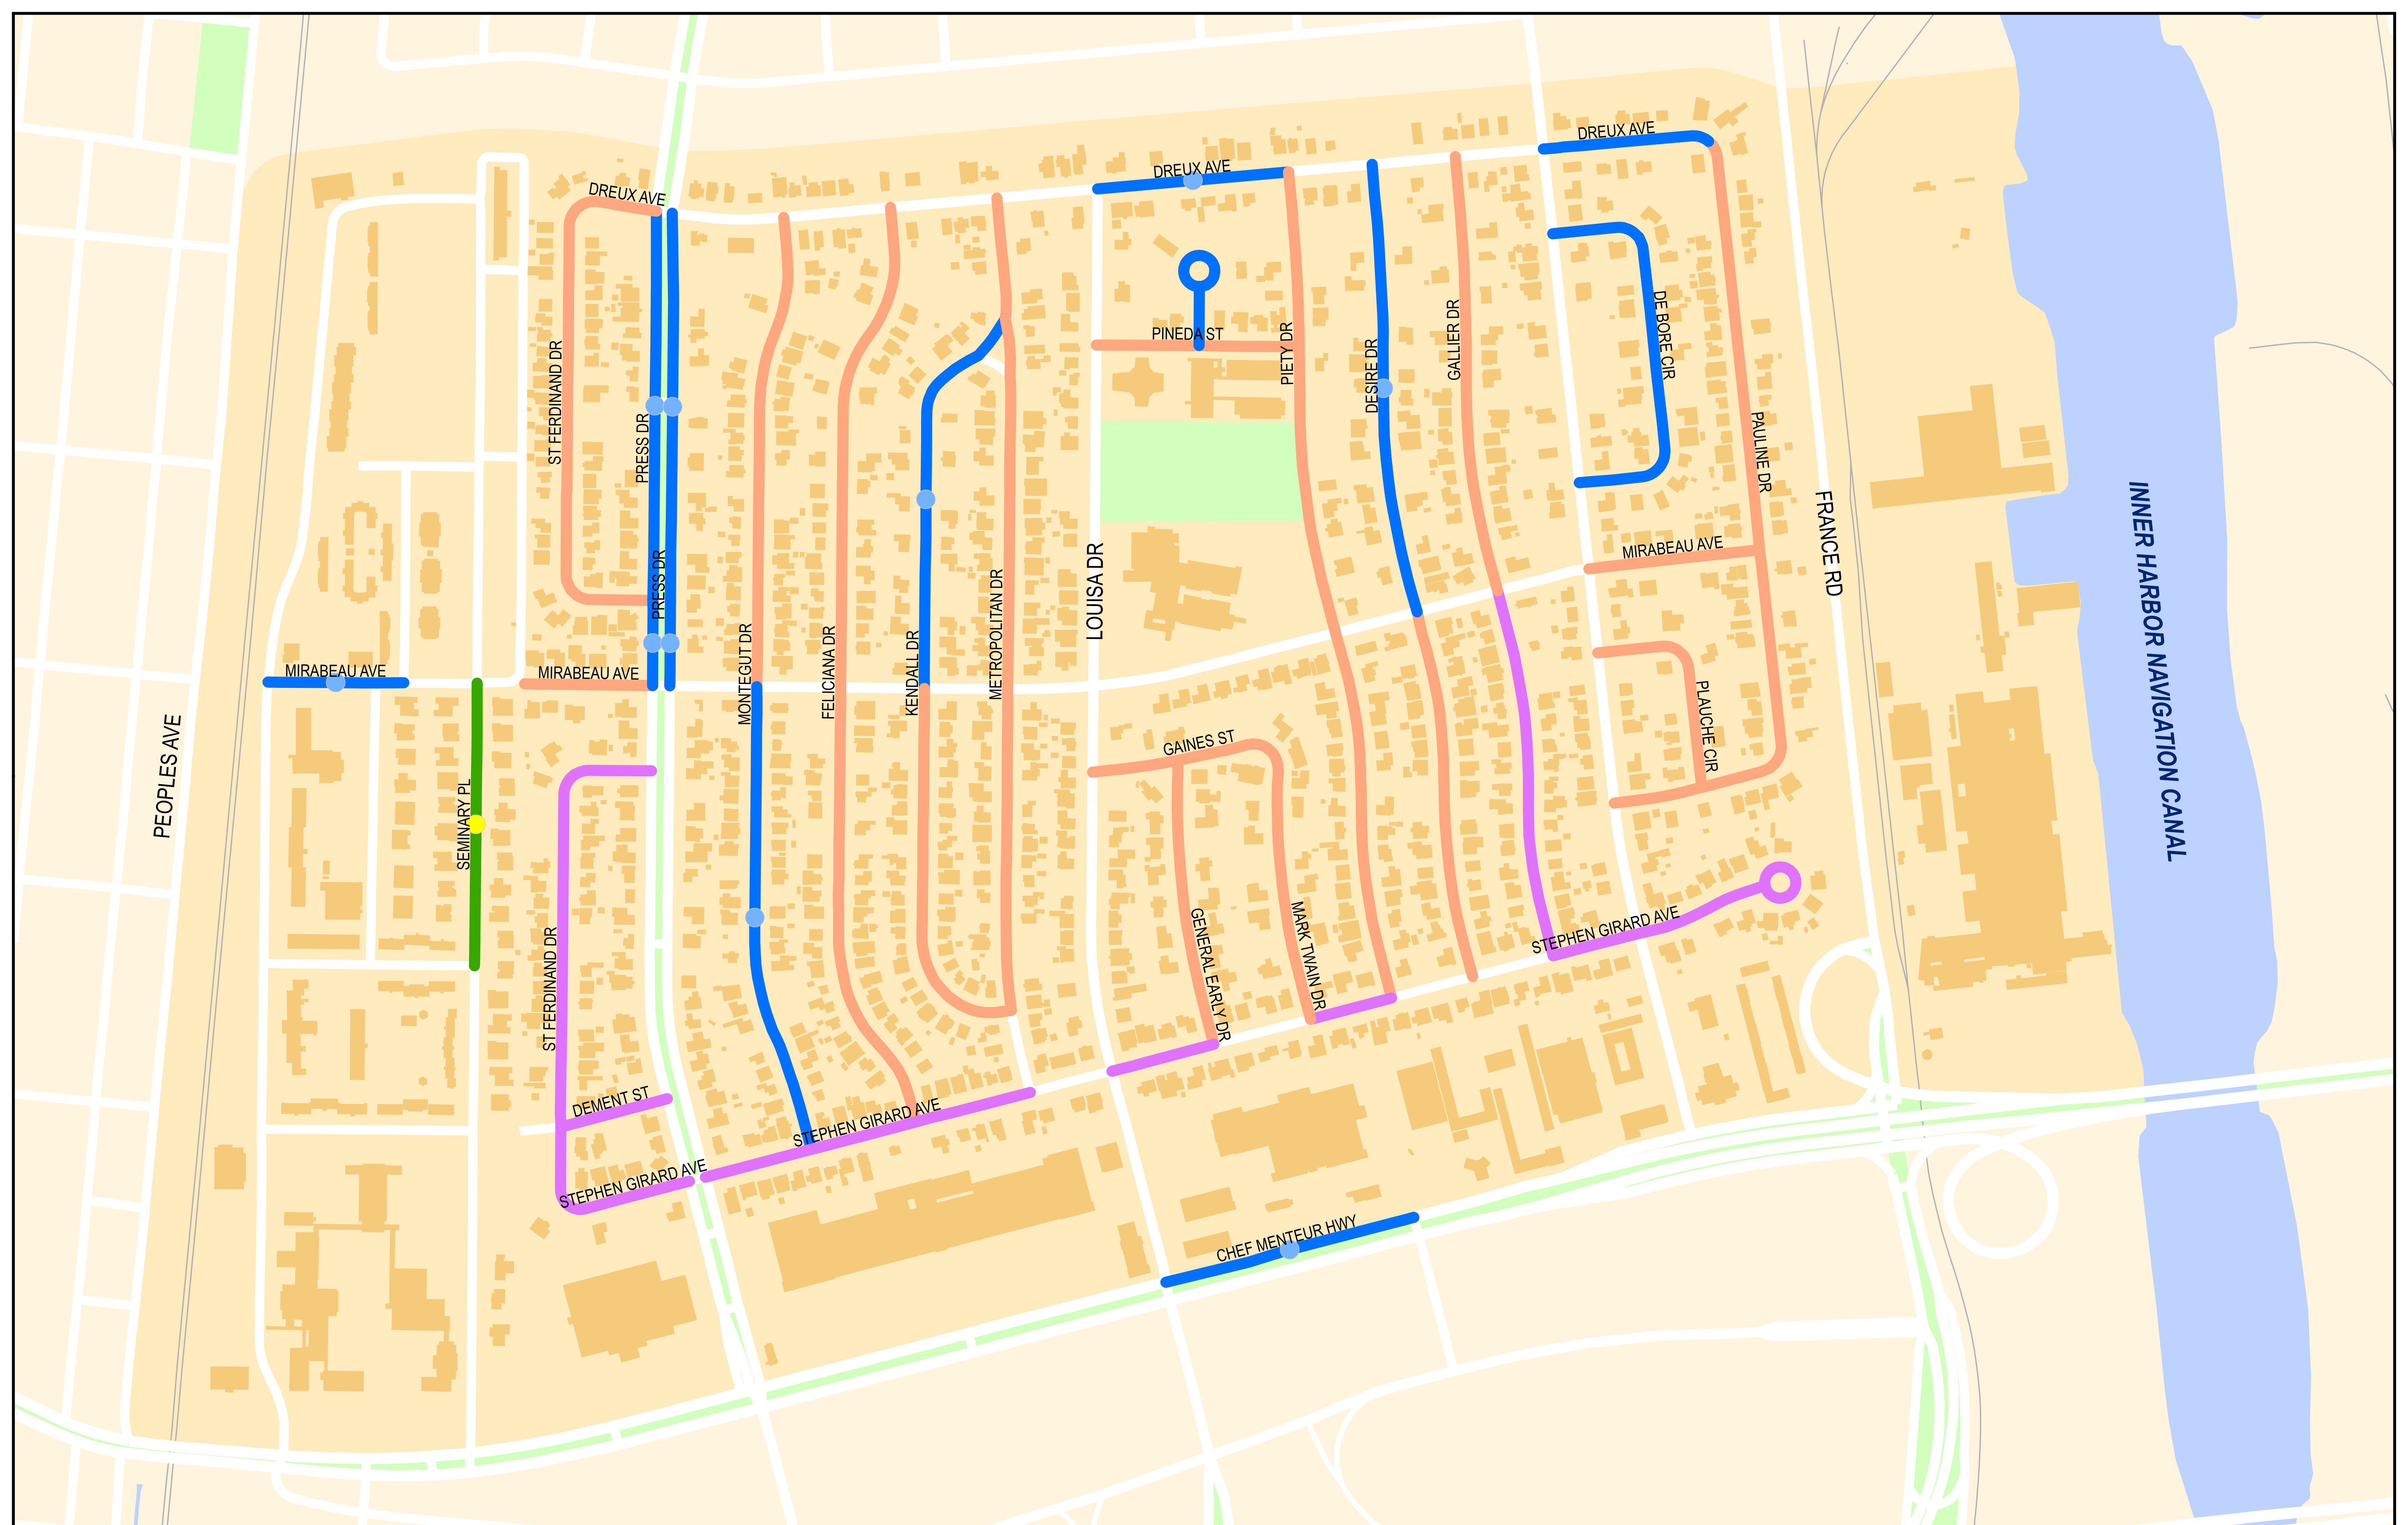 DREUX AVE
DREUX AVE
DREUX AVE
ST FERDINAND DR
PRESS DR
PRESS DR
PINEDA ST
PIETY DR
DESIRE DR
GALLIER DR
DE BORE CIR
PAULINE DR
FRANCE RD
INNER HARBOR NAVIGATION CANAL
MIRABEAU AVE
MIRABEAU AVE
MIRABEAU AVE
MONTEGUT DR
FELICIANA DR
KENDALL DR
METROPOLITAN DR
LOUISA DR
PLAUCHE CIR
PEOPLES AVE
SEMINARY PL
GAINES ST
GENERAL EARLY DR
MARK TWAIN DR
STEPHEN GIRARD AVE
ST FERDINAND DR
DEMENT ST
STEPHEN GIRARD AVE
STEPHEN GIRARD AVE
CHEF MENTEUR HWY